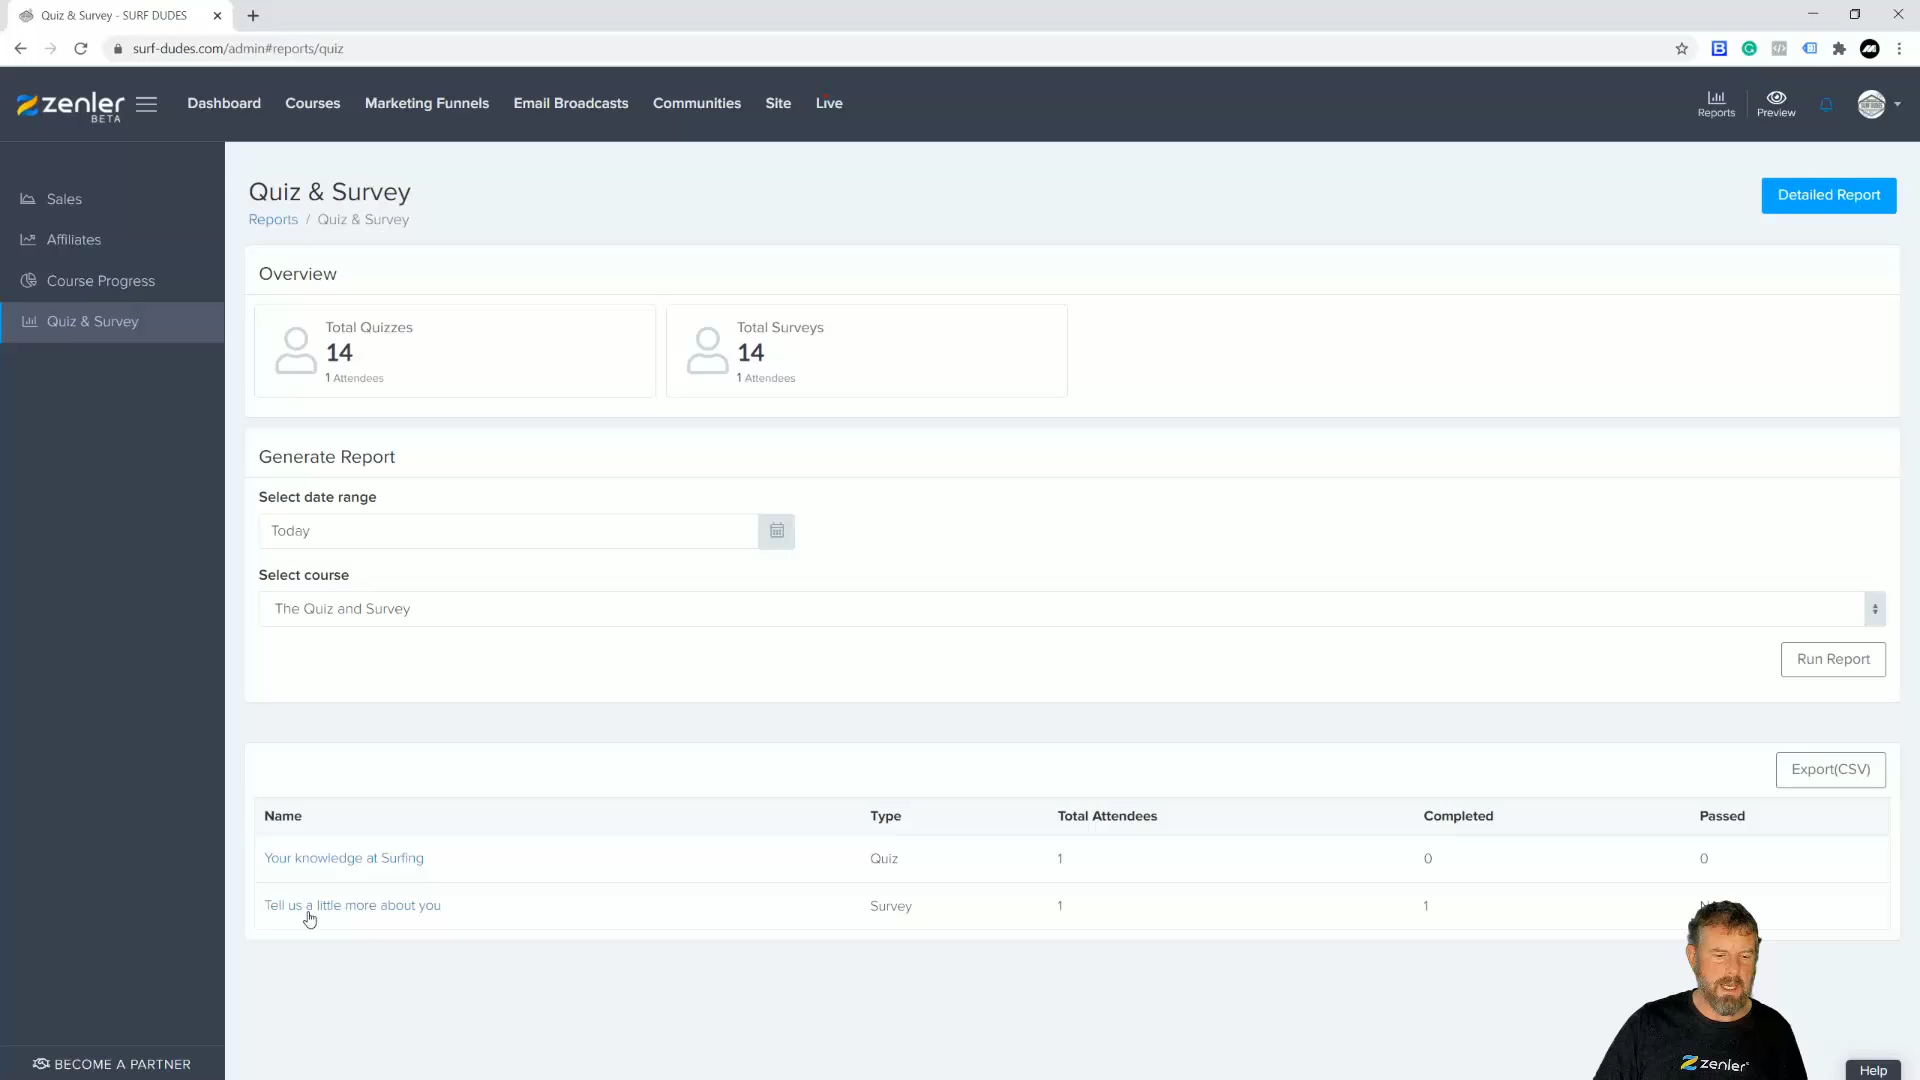 Quiz & Survey - SURF DUDES
surf-dudes.com/admin#reports/quiz
zenler
BETA
Dashboard
Courses
Marketing Funnels
Email Broadcasts
Communities
Site
Live
Reports
Preview
Sales
Affiliates
Course Progress
Quiz & Survey
BECOME A PARTNER
Quiz & Survey
Reports / Quiz & Survey
Detailed Report
Overview
Total Quizzes
14
1 Attendees
Total Surveys
14
1 Attendees
Generate Report
Select date range
Today
Select course
The Quiz and Survey
Run Report
Export(CSV)
Name Type Total Attendees Completed Passed
Your knowledge at Surfing Quiz 1 0 0
Tell us a little more about you Survey 1 1
zenler
Help